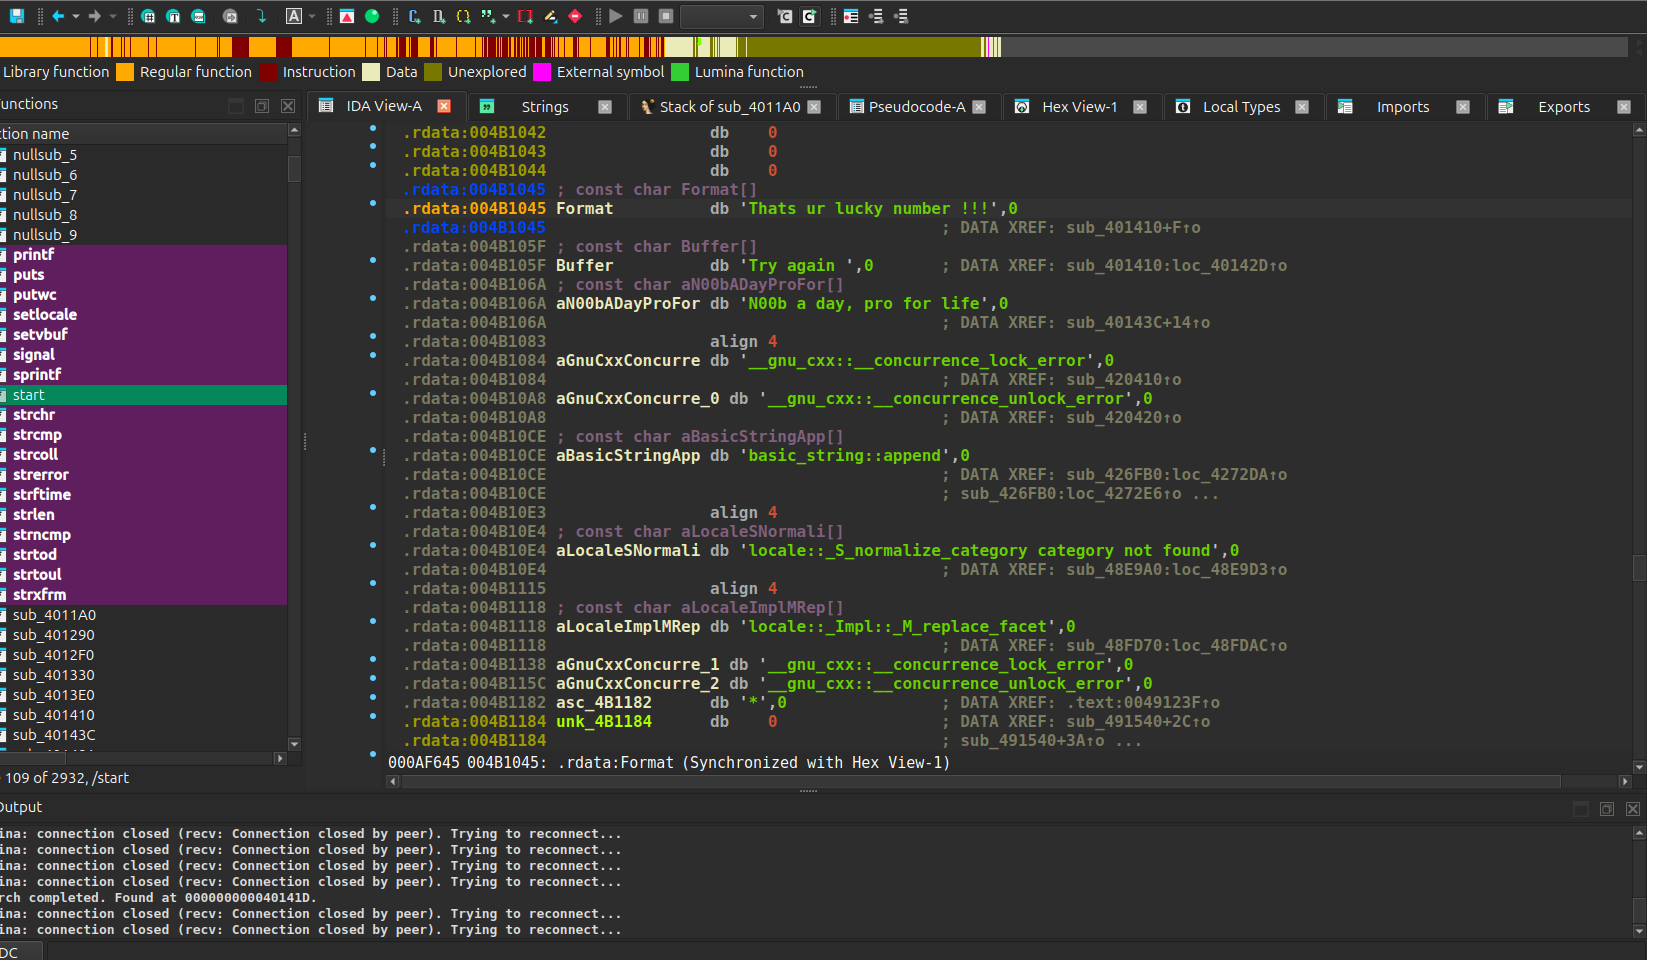 Library function Regular function Instruction Data Unexplored External symbol Lumina function
unctions
IDA View-A Strings Stack of sub_4011A0 Pseudocode-A Hex View-1 Local Types Imports Exports
tion name
nullsub_5
nullsub_6
nullsub_7
nullsub_8
nullsub_9
printf
puts
putwc
setlocale
setvbuf
signal
sprintf
start
strchr
strcmp
strcoll
strerror
strftime
strlen
strncmp
strtod
strtoul
strxfrm
sub_4011A0
sub_401290
sub_4012F0
sub_401330
sub_4013E0
sub_401410
sub_40143C
109 of 2932, /start
.rdata:004B1042 db 0
.rdata:004B1043 db 0
.rdata:004B1044 db 0
.rdata:004B1045 ; const char Format[]
.rdata:004B1045 Format db 'Thats ur lucky number !!!',0
.rdata:004B1045 ; DATA XREF: sub_401410+F↑o
.rdata:004B105F ; const char Buffer[]
.rdata:004B105F Buffer db 'Try again ',0 ; DATA XREF: sub_401410:loc_40142D↑o
.rdata:004B106A ; const char aN00bADayProFor[]
.rdata:004B106A aN00bADayProFor db 'N00b a day, pro for life',0
.rdata:004B106A ; DATA XREF: sub_40143C+14↑o
.rdata:004B1083 align 4
.rdata:004B1084 aGnuCxxConcurre db '__gnu_cxx::__concurrence_lock_error',0
.rdata:004B1084 ; DATA XREF: sub_420410↑o
.rdata:004B10A8 aGnuCxxConcurre_0 db '__gnu_cxx::__concurrence_unlock_error',0
.rdata:004B10A8 ; DATA XREF: sub_420420↑o
.rdata:004B10CE ; const char aBasicStringApp[]
.rdata:004B10CE aBasicStringApp db 'basic_string::append',0
.rdata:004B10CE ; DATA XREF: sub_426FB0:loc_4272DA↑o
.rdata:004B10CE ; sub_426FB0:loc_4272E6↑o ...
.rdata:004B10E3 align 4
.rdata:004B10E4 ; const char aLocaleSNormali[]
.rdata:004B10E4 aLocaleSNormali db 'locale::_S_normalize_category category not found',0
.rdata:004B10E4 ; DATA XREF: sub_48E9A0:loc_48E9D3↑o
.rdata:004B1115 align 4
.rdata:004B1118 ; const char aLocaleImplMRep[]
.rdata:004B1118 aLocaleImplMRep db 'locale::_Impl::_M_replace_facet',0
.rdata:004B1118 ; DATA XREF: sub_48FD70:loc_48FDAC↑o
.rdata:004B1138 aGnuCxxConcurre_1 db '__gnu_cxx::__concurrence_lock_error',0
.rdata:004B115C aGnuCxxConcurre_2 db '__gnu_cxx::__concurrence_unlock_error',0
.rdata:004B1182 asc_4B1182 db '*',0 ; DATA XREF: .text:0049123F↑o
.rdata:004B1184 unk_4B1184 db 0 ; DATA XREF: sub_491540+2C↑o
.rdata:004B1184 ; sub_491540+3A↑o ...
000AF645 004B1045: .rdata:Format (Synchronized with Hex View-1)
Output
ina: connection closed (recv: Connection closed by peer). Trying to reconnect...
ina: connection closed (recv: Connection closed by peer). Trying to reconnect...
ina: connection closed (recv: Connection closed by peer). Trying to reconnect...
ina: connection closed (recv: Connection closed by peer). Trying to reconnect...
rch completed. Found at 000000000040141D.
ina: connection closed (recv: Connection closed by peer). Trying to reconnect...
ina: connection closed (recv: Connection closed by peer). Trying to reconnect...
DC